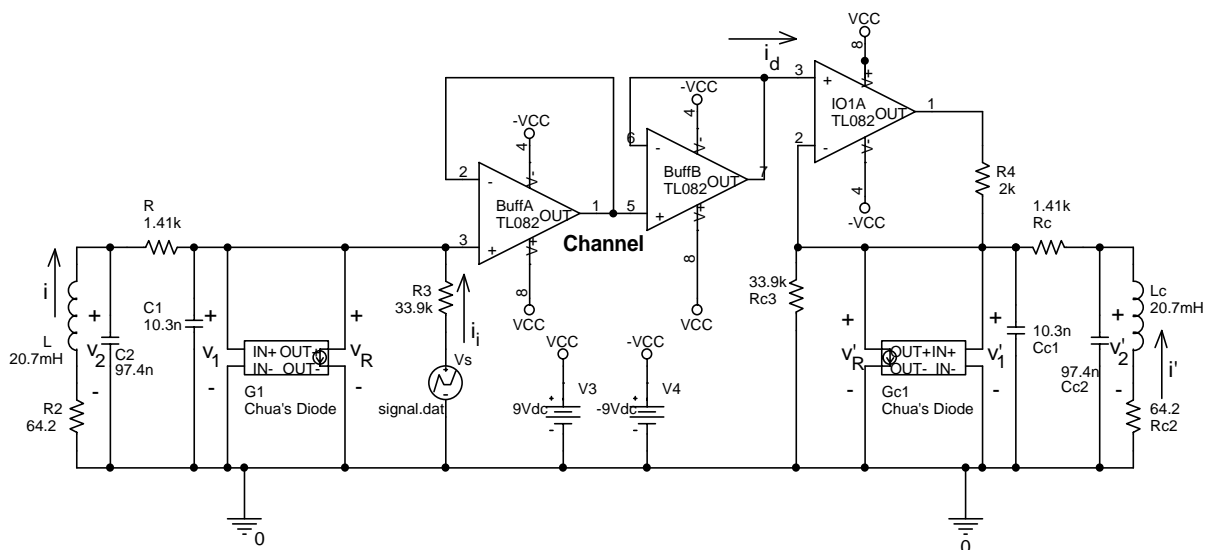 VCC
8
V+
i
d
3
+
IO1A
TL082
OUT
1
2
-
V-
4
-VCC
R4
2k
-VCC
4
V-
6
-
BuffB
TL082
OUT
7
5
+
V+
8
VCC
-VCC
4
V-
2
-
BuffA
TL082
OUT
1
3
+
V+
8
VCC
Channel
R
1.41k
i
L
20.7mH
+
v2
-
C2
97.4n
R2
64.2
C1
10.3n
+
v1
-
IN+ OUT+
IN- OUT-
G1
Chua's Diode
+
vR
-
R3
33.9k
ii
Vs
+
-
signal.dat
VCC
V3
+
9Vdc
-
-VCC
V4
+
-9Vdc
-
33.9k
Rc3
+
v'R
-
OUT+IN+
OUT- IN-
Gc1
Chua's Diode
+
v'1
-
10.3n
Cc1
1.41k
Rc
+
v'2
-
97.4n
Cc2
Lc
20.7mH
i'
64.2
Rc2
0
0